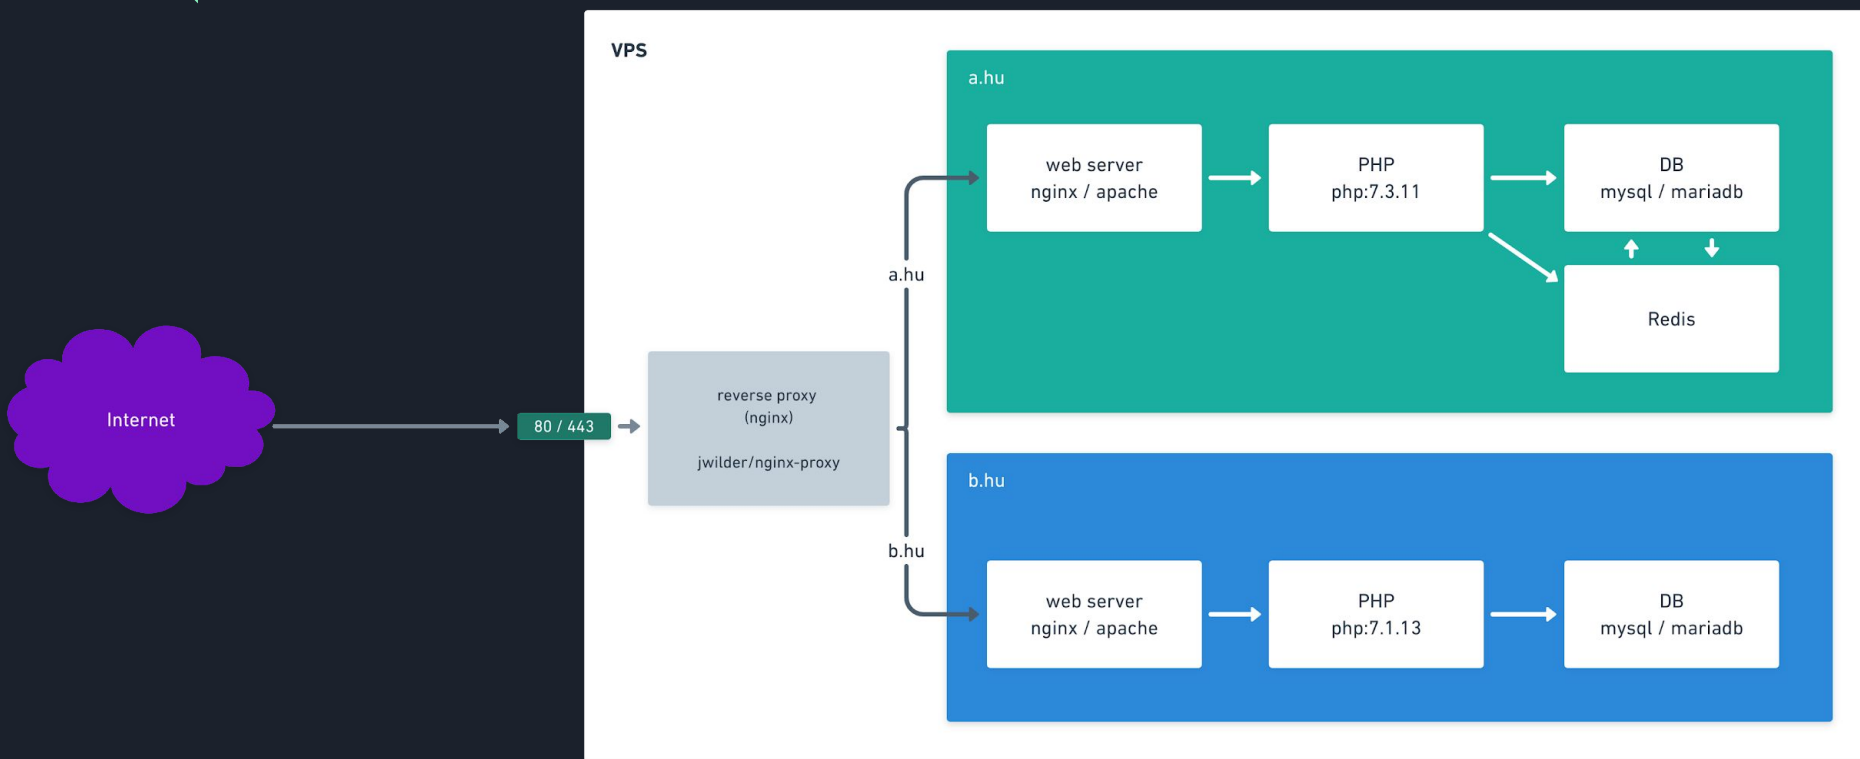 VPS
a.hu
web server
nginx / apache
PHP
php:7.3.11
DB
mysql / mariadb
Redis
a.hu
Internet
80 / 443
reverse proxy
(nginx)
jwilder/nginx-proxy
b.hu
b.hu
web server
nginx / apache
PHP
php:7.1.13
DB
mysql / mariadb